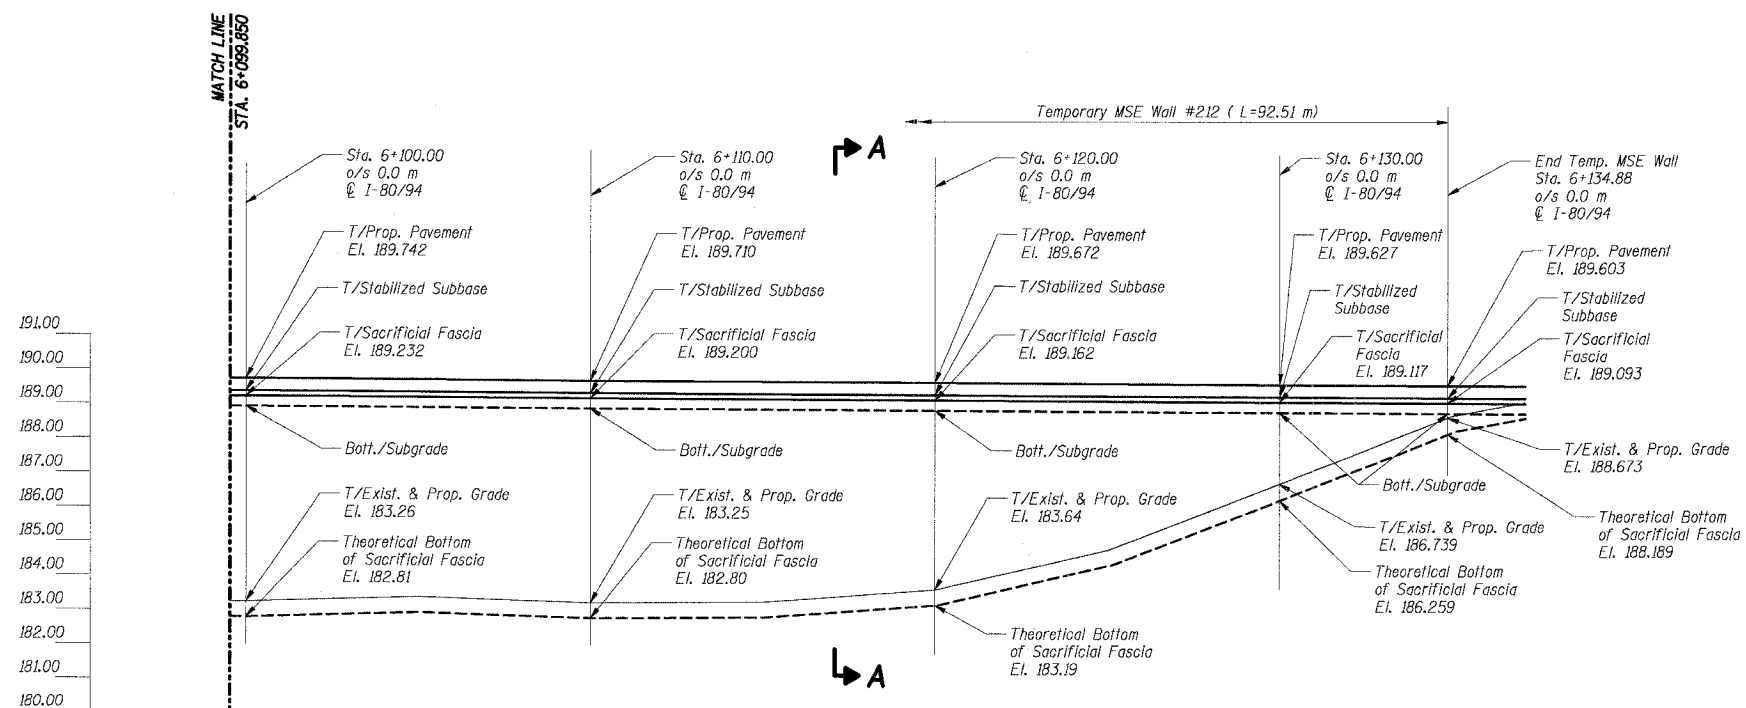 MATCH LINE
STA. 6+099.850
Temporary MSE Wall #212 ( L=92.51 m)
A
Sta. 6+100.00
o/s 0.0 m
℄ I-80/94
Sta. 6+110.00
o/s 0.0 m
℄ I-80/94
Sta. 6+120.00
o/s 0.0 m
℄ I-80/94
Sta. 6+130.00
o/s 0.0 m
℄ I-80/94
End Temp. MSE Wall
Sta. 6+134.88
o/s 0.0 m
℄ I-80/94
T/Prop. Pavement
El. 189.742
T/Prop. Pavement
El. 189.710
T/Prop. Pavement
El. 189.672
T/Prop. Pavement
El. 189.627
T/Prop. Pavement
El. 189.603
T/Stabilized Subbase
T/Stabilized Subbase
T/Stabilized Subbase
T/Stabilized
Subbase
T/Stabilized
Subbase
T/Sacrificial Fascia
El. 189.232
T/Sacrificial Fascia
El. 189.200
T/Sacrificial Fascia
El. 189.162
T/Sacrificial
Fascia
El. 189.117
T/Sacrificial
Fascia
El. 189.093
191.00
190.00
189.00
188.00
187.00
186.00
185.00
184.00
183.00
182.00
181.00
180.00
Bott./Subgrade
Bott./Subgrade
Bott./Subgrade
Bott./Subgrade
T/Exist. & Prop. Grade
El. 188.673
T/Exist. & Prop. Grade
El. 183.26
T/Exist. & Prop. Grade
El. 183.25
T/Exist. & Prop. Grade
El. 183.64
T/Exist. & Prop. Grade
El. 186.739
Theoretical Bottom
of Sacrificial Fascia
El. 188.189
Theoretical Bottom
of Sacrificial Fascia
El. 182.81
Theoretical Bottom
of Sacrificial Fascia
El. 182.80
Theoretical Bottom
of Sacrificial Fascia
El. 186.259
Theoretical Bottom
of Sacrificial Fascia
El. 183.19
A